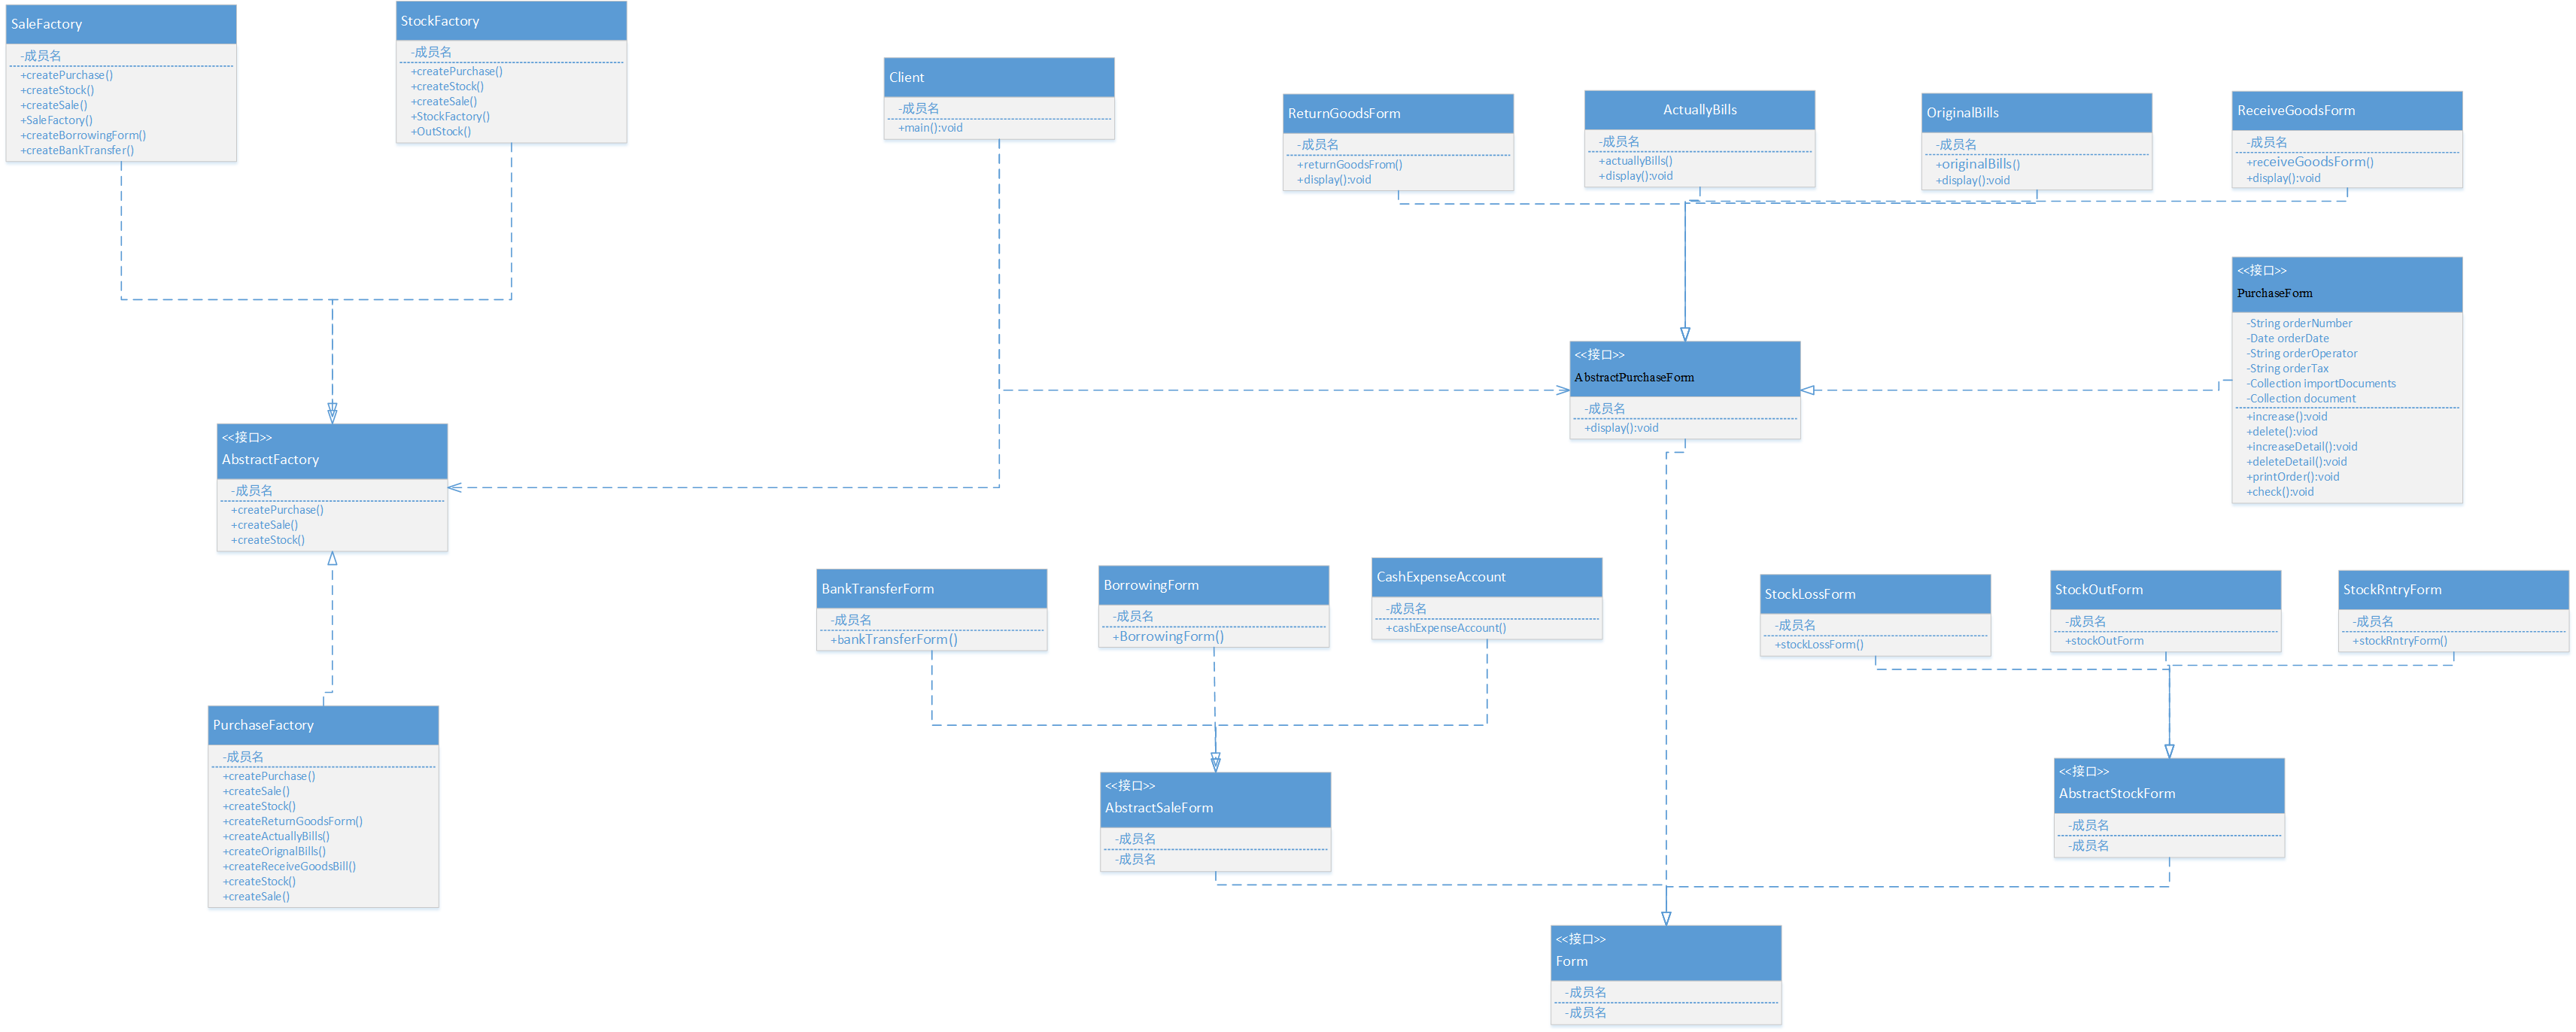 SaleFactory
-成员名
+createPurchase()
+createStock()
+createSale()
+SaleFactory()
+createBorrowingForm()
+createBankTransfer()
StockFactory
-成员名
+createPurchase()
+createStock()
+createSale()
+StockFactory()
+OutStock()
Client
-成员名
+main():void
ReturnGoodsForm
-成员名
+returnGoodsFrom()
+display():void
ActuallyBills
-成员名
+actuallyBills()
+display():void
OriginalBills
-成员名
+originalBills()
+display():void
ReceiveGoodsForm
-成员名
+receiveGoodsForm()
+display():void
<<接口>>
PurchaseForm
-String orderNumber
-Date orderDate
-String orderOperator
-String orderTax
-Collection importDocuments
-Collection document
+increase():void
+delete():viod
+increaseDetail():void
+deleteDetail():void
+printOrder():void
+check():void
<<接口>>
AbstractPurchaseForm
-成员名
+display():void
<<接口>>
AbstractFactory
-成员名
+createPurchase()
+createSale()
+createStock()
BankTransferForm
-成员名
+bankTransferForm()
BorrowingForm
-成员名
+BorrowingForm()
CashExpenseAccount
-成员名
+cashExpenseAccount()
StockLossForm
-成员名
+stockLossForm()
StockOutForm
-成员名
+stockOutForm
StockRntryForm
-成员名
+stockRntryForm()
PurchaseFactory
-成员名
+createPurchase()
+createSale()
+createStock()
+createReturnGoodsForm()
+createActuallyBills()
+createOrignalBills()
+createReceiveGoodsBill()
+createStock()
+createSale()
<<接口>>
AbstractSaleForm
-成员名
-成员名
<<接口>>
AbstractStockForm
-成员名
-成员名
<<接口>>
Form
-成员名
-成员名